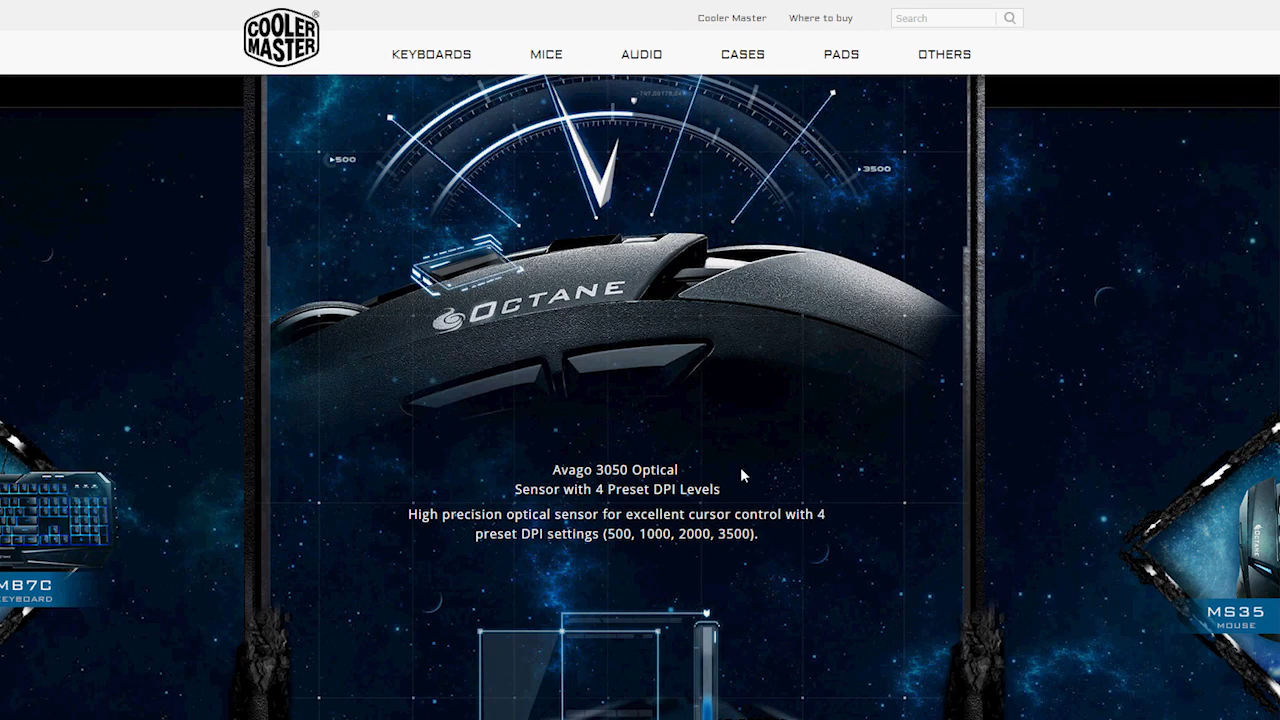 Cooler Master Where to buy Search
COOLER MASTER ®
KEYBOARDS MICE AUDIO CASES PADS OTHERS
500
3500
OCTANE
Avago 3050 Optical
Sensor with 4 Preset DPI Levels
High precision optical sensor for excellent cursor control with 4
preset DPI settings (500, 1000, 2000, 3500).
OCTANE
MB7C
KEYBOARD
MS35
MOUSE